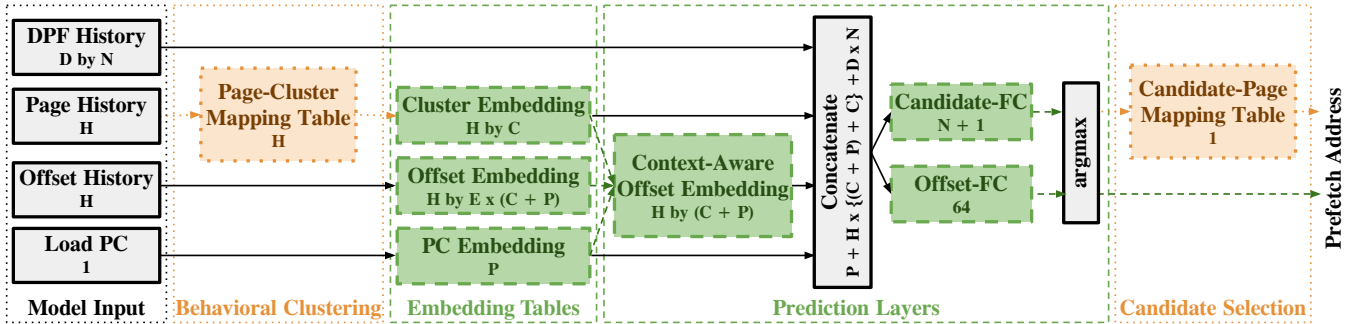 DPF History
D by N
Page History
H
Offset History
H
Load PC
1
Model Input
Page-Cluster
Mapping Table
H
Behavioral Clustering
Cluster Embedding
H by C
Offset Embedding
H by E x (C + P)
PC Embedding
P
Embedding Tables
Context-Aware
Offset Embedding
H by (C + P)
Concatenate
P + H x {(C + P) + C} + D x N
Candidate-FC
N + 1
Offset-FC
64
argmax
Prediction Layers
Candidate-Page
Mapping Table
1
Candidate Selection
Prefetch Address